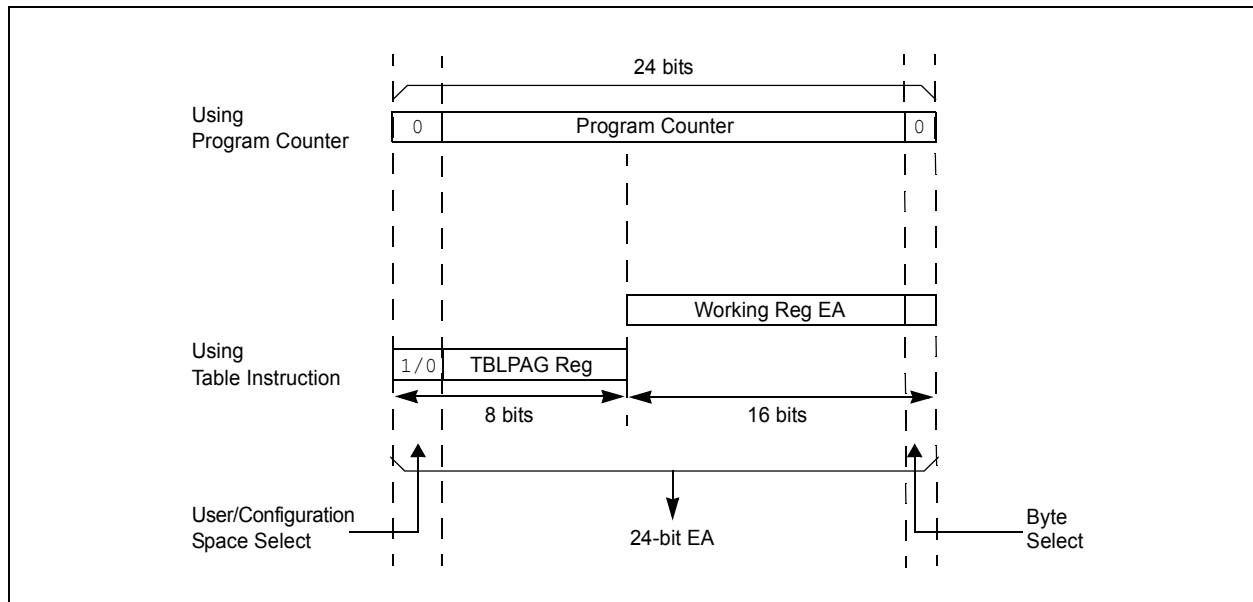 24 bits
Using
Program Counter
0
Program Counter
0
Working Reg EA
Using
Table Instruction
1/0
TBLPAG Reg
8 bits
16 bits
User/Configuration
Space Select
24-bit EA
Byte
Select